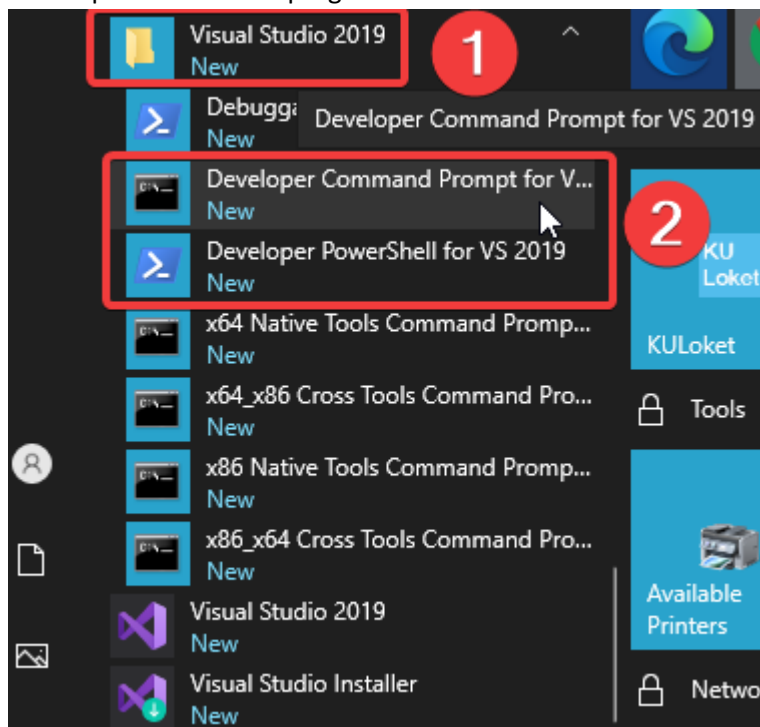 Visual Studio 2019
New
1
Debugga
New
Developer Command Prompt for VS 2019
Developer Command Prompt for V...
New
Developer PowerShell for VS 2019
New
2
KU
Loket
KULoket
x64 Native Tools Command Promp...
New
x64_x86 Cross Tools Command Pro...
New
Tools
x86 Native Tools Command Promp...
New
x86_x64 Cross Tools Command Pro...
New
Available
Printers
Visual Studio 2019
New
Visual Studio Installer
New
Netwo